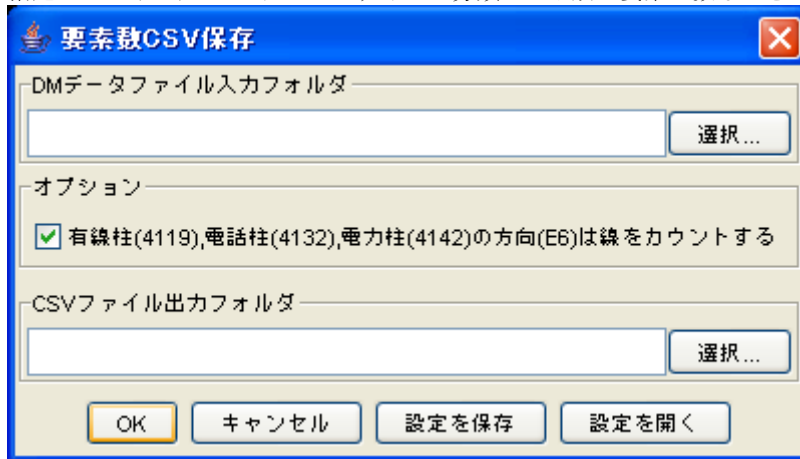 要素数CSV保存
DMデータファイル入力フォルダ
選択...
オプション
有線柱(4119),電話柱(4132),電力柱(4142)の方向(E6)は線をカウントする
CSVファイル出力フォルダ
選択...
OK キャンセル 設定を保存 設定を開く